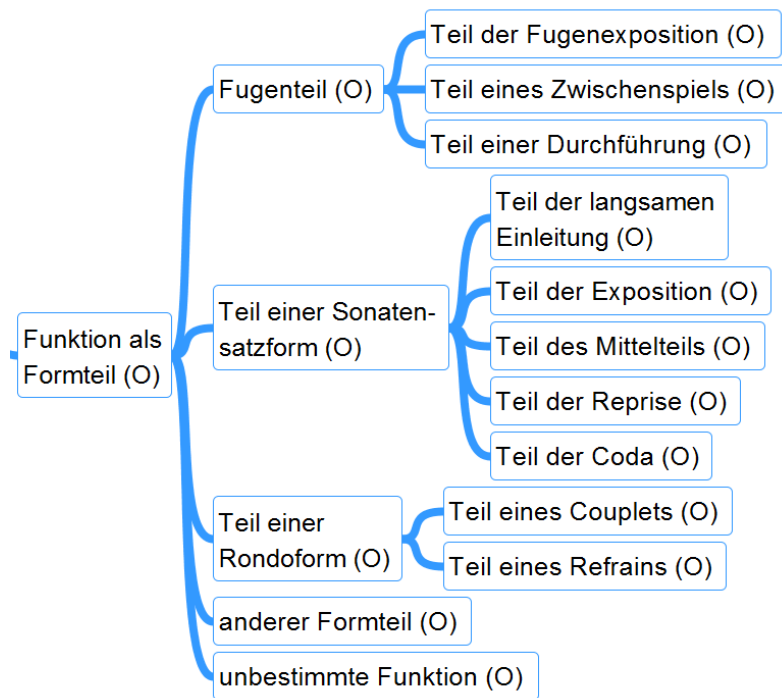 Teil der Fugenexposition (O)
Fugenteil (O)
Teil eines Zwischenspiels (O)
Teil einer Durchführung (O)
Teil der langsamen
Einleitung (O)
Teil einer Sonaten-
satzform (O)
Teil der Exposition (O)
Funktion als
Formteil (O)
Teil des Mittelteils (O)
Teil der Reprise (O)
Teil der Coda (O)
Teil einer
Rondoform (O)
Teil eines Couplets (O)
Teil eines Refrains (O)
anderer Formteil (O)
unbestimmte Funktion (O)